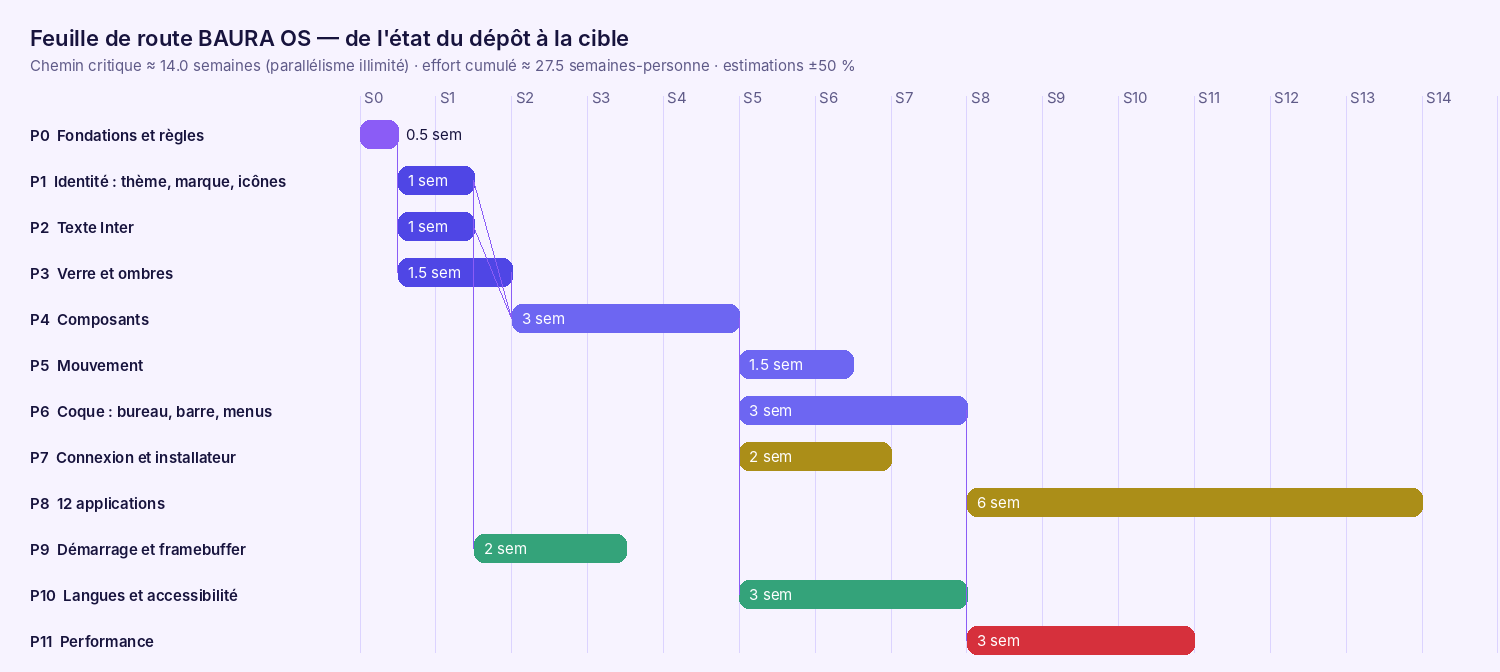 Feuille de route BAURA OS — de l'état du dépôt à la cible
Chemin critique ≈ 14.0 semaines (parallélisme illimité) · effort cumulé ≈ 27.5 semaines-personne · estimations ±50 %
S0 S1 S2 S3 S4 S5 S6 S7 S8 S9 S10 S11 S12 S13 S14
P0 Fondations et règles 0.5 sem
P1 Identité : thème, marque, icônes 1 sem
P2 Texte Inter 1 sem
P3 Verre et ombres 1.5 sem
P4 Composants 3 sem
P5 Mouvement 1.5 sem
P6 Coque : bureau, barre, menus 3 sem
P7 Connexion et installateur 2 sem
P8 12 applications 6 sem
P9 Démarrage et framebuffer 2 sem
P10 Langues et accessibilité 3 sem
P11 Performance 3 sem